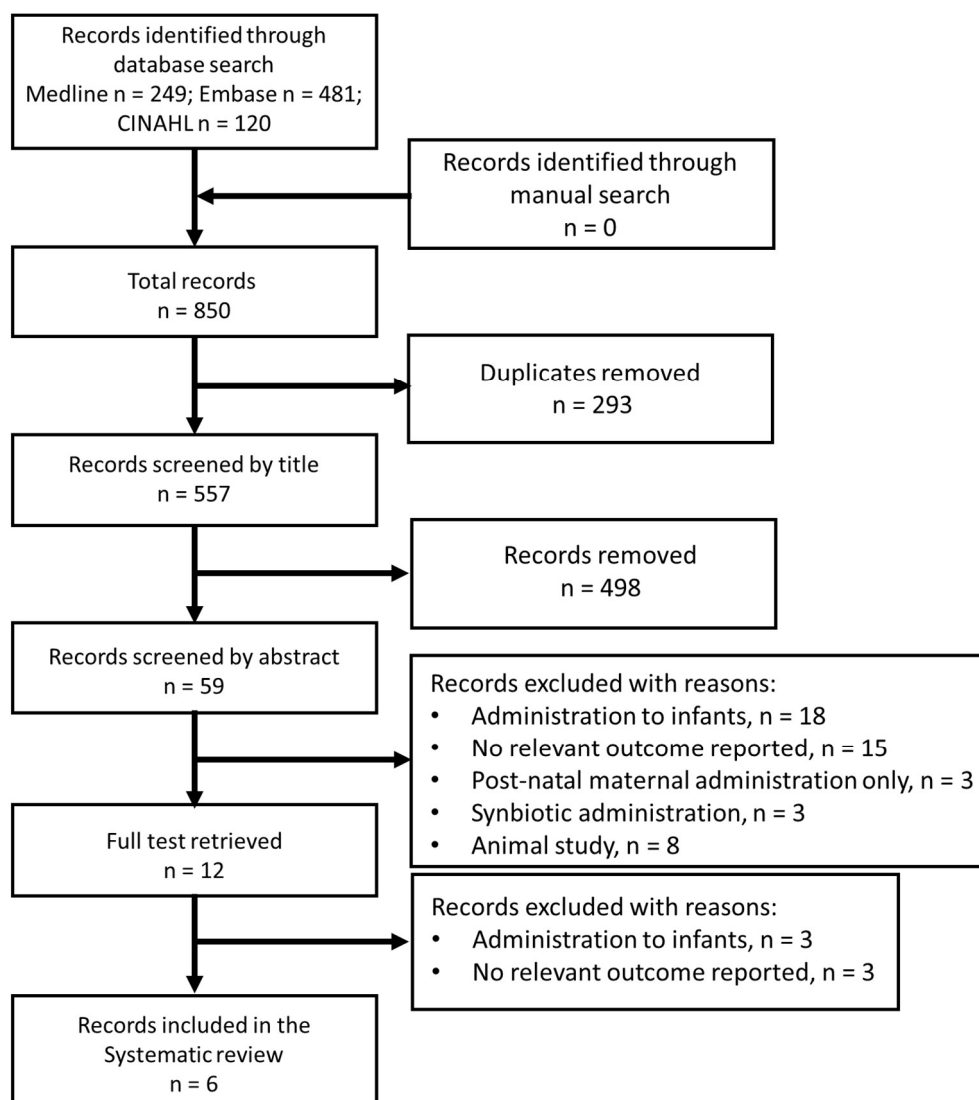 Records identified through
database search
Medline n = 249; Embase n = 481;
CINAHL n = 120
Records identified through
manual search
n = 0
Total records
n = 850
Duplicates removed
n = 293
Records screened by title
n = 557
Records removed
n = 498
Records screened by abstract
n = 59
Records excluded with reasons:
• Administration to infants, n = 18
• No relevant outcome reported, n = 15
• Post-natal maternal administration only, n = 3
• Synbiotic administration, n = 3
• Animal study, n = 8
Full test retrieved
n = 12
Records excluded with reasons:
• Administration to infants, n = 3
• No relevant outcome reported, n = 3
Records included in the
Systematic review
n = 6